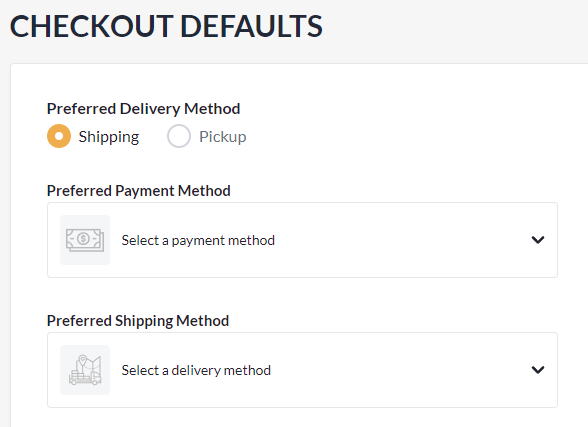 CHECKOUT DEFAULTS
Preferred Delivery Method
Shipping Pickup
Preferred Payment Method
Select a payment method
Preferred Shipping Method
Select a delivery method